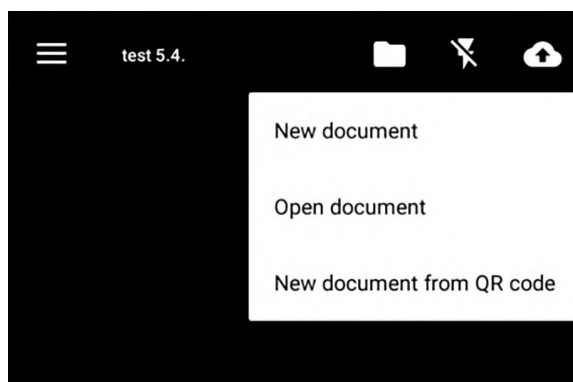 test 5.4.
New document
Open document
New document from QR code